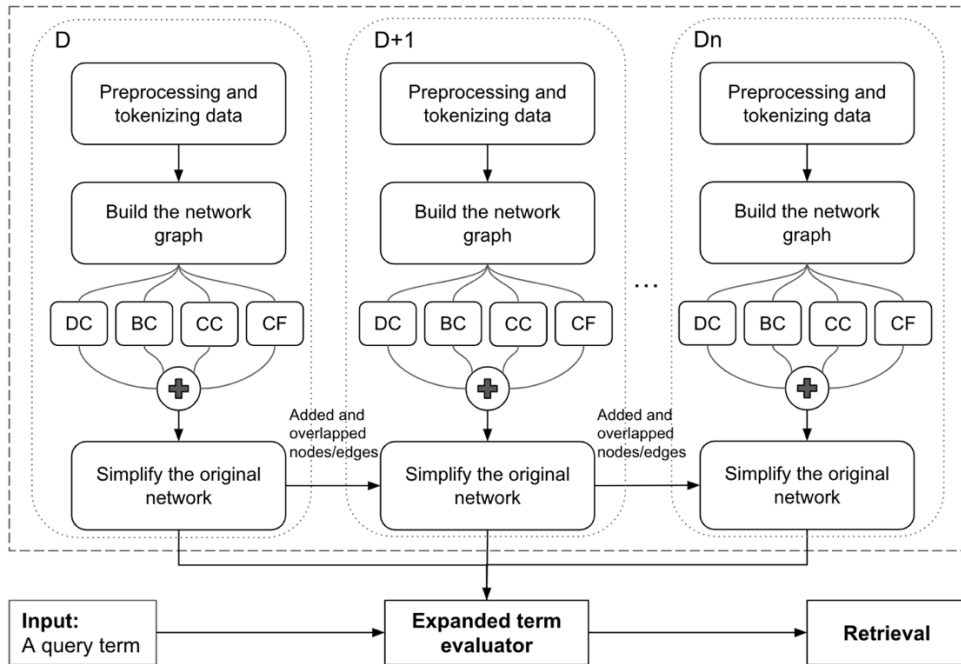 D
Preprocessing and
tokenizing data
Build the network
graph
DC
BC
CC
CF
Simplify the original
network
Added and
overlapped
nodes/edges
D+1
Preprocessing and
tokenizing data
Build the network
graph
DC
BC
CC
CF
Simplify the original
network
Added and
overlapped
nodes/edges
...
Dn
Preprocessing and
tokenizing data
Build the network
graph
DC
BC
CC
CF
Simplify the original
network
Input:
A query term
Expanded term
evaluator
Retrieval